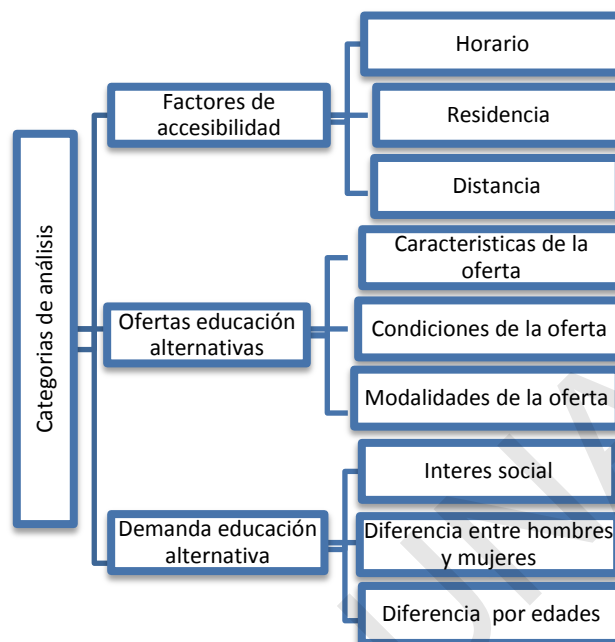 Categorias de análisis
Factores de
accesibilidad
Horario
Residencia
Distancia
Ofertas educación
alternativas
Caracteristicas de la
oferta
Condiciones de la oferta
Modalidades de la oferta
Demanda educación
alternativa
Interes social
Diferencia entre hombres
y mujeres
Diferencia por edades